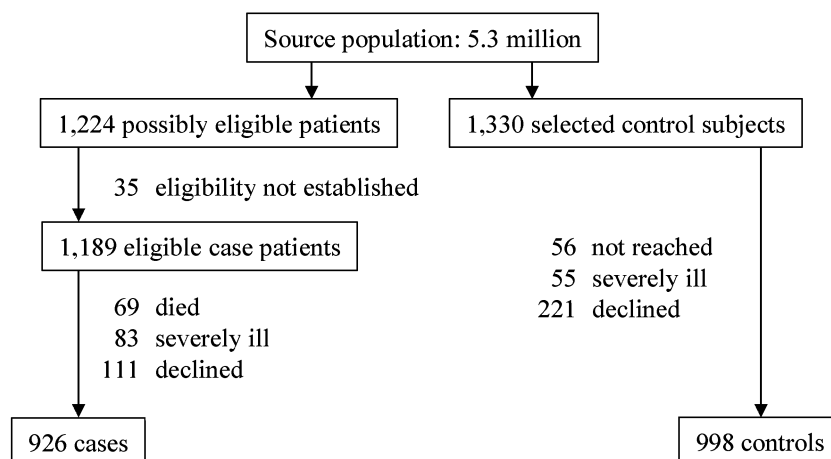 Source population: 5.3 million
1,224 possibly eligible patients
1,330 selected control subjects
35 eligibility not established
1,189 eligible case patients
56 not reached
55 severely ill
221 declined
69 died
83 severely ill
111 declined
926 cases
998 controls